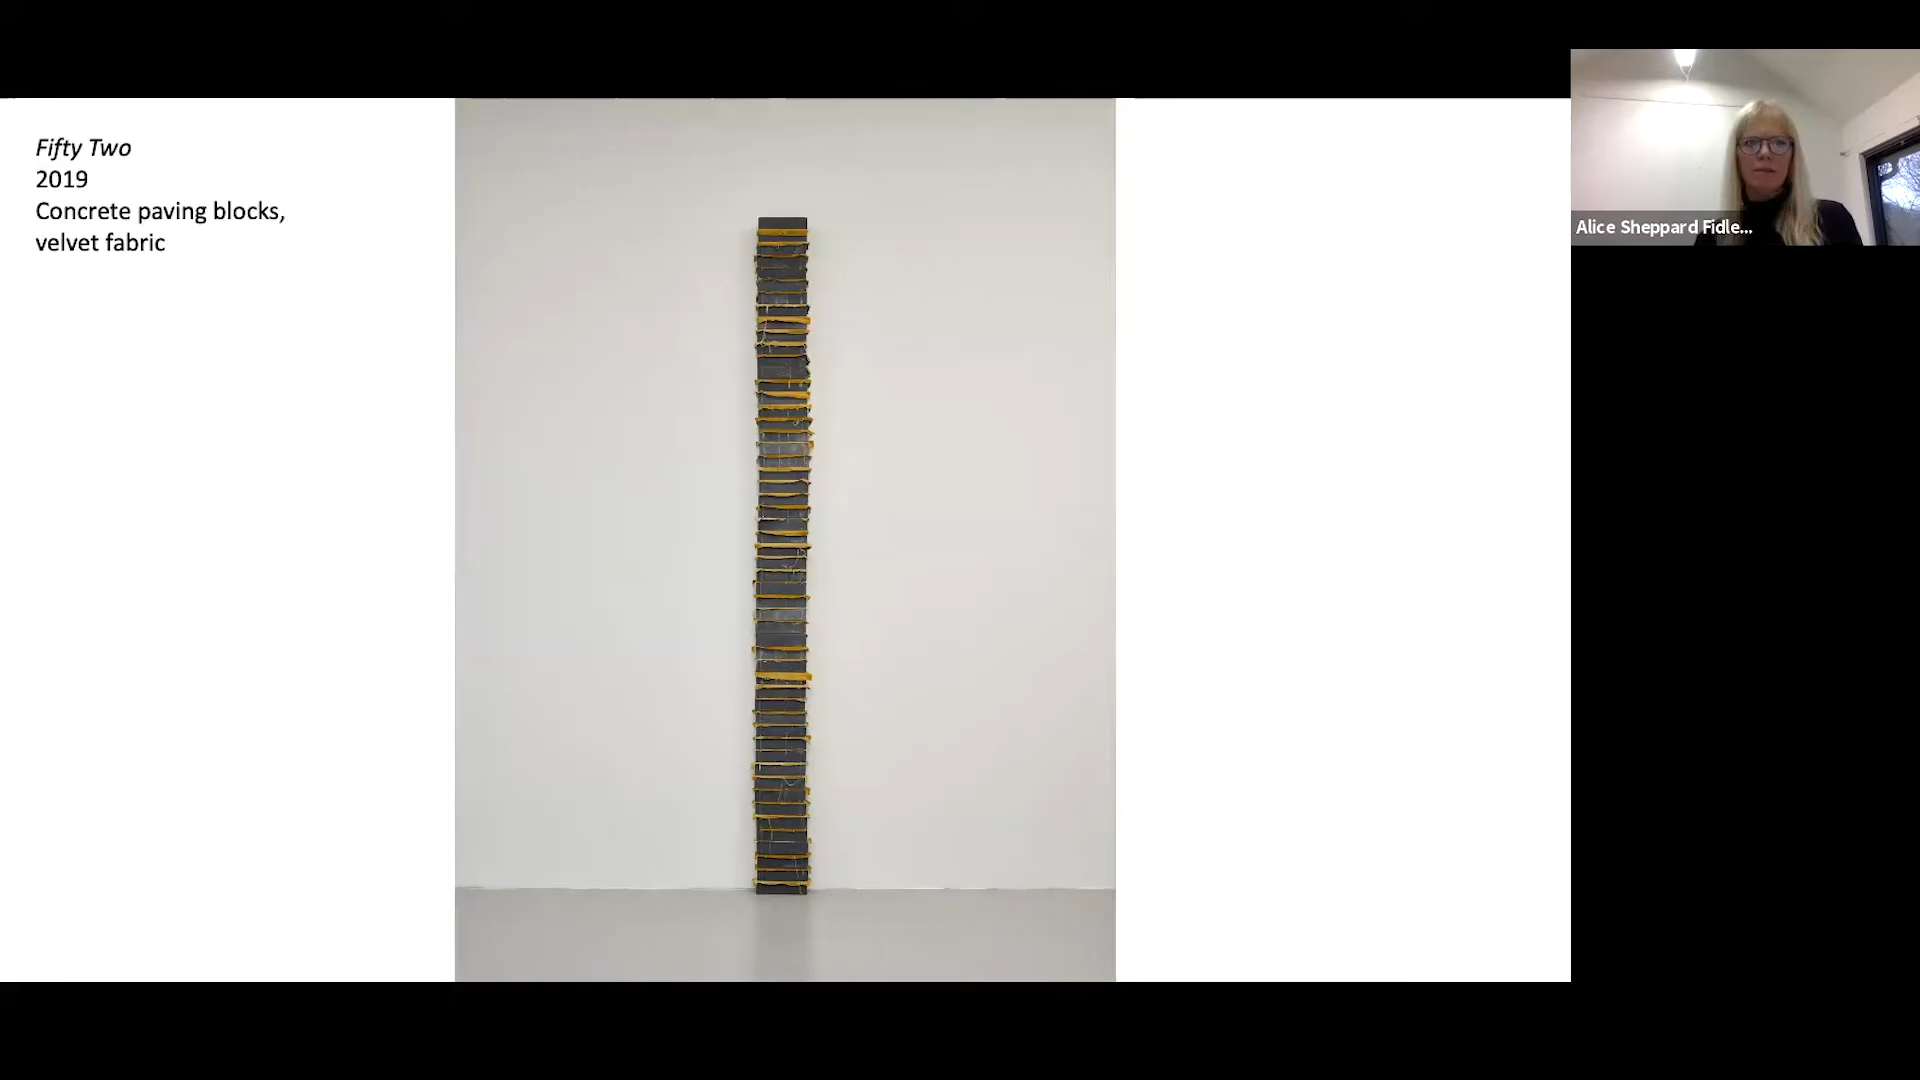 Fifty Two
2019
Concrete paving blocks,
velvet fabric
Alice Sheppard Fidle...